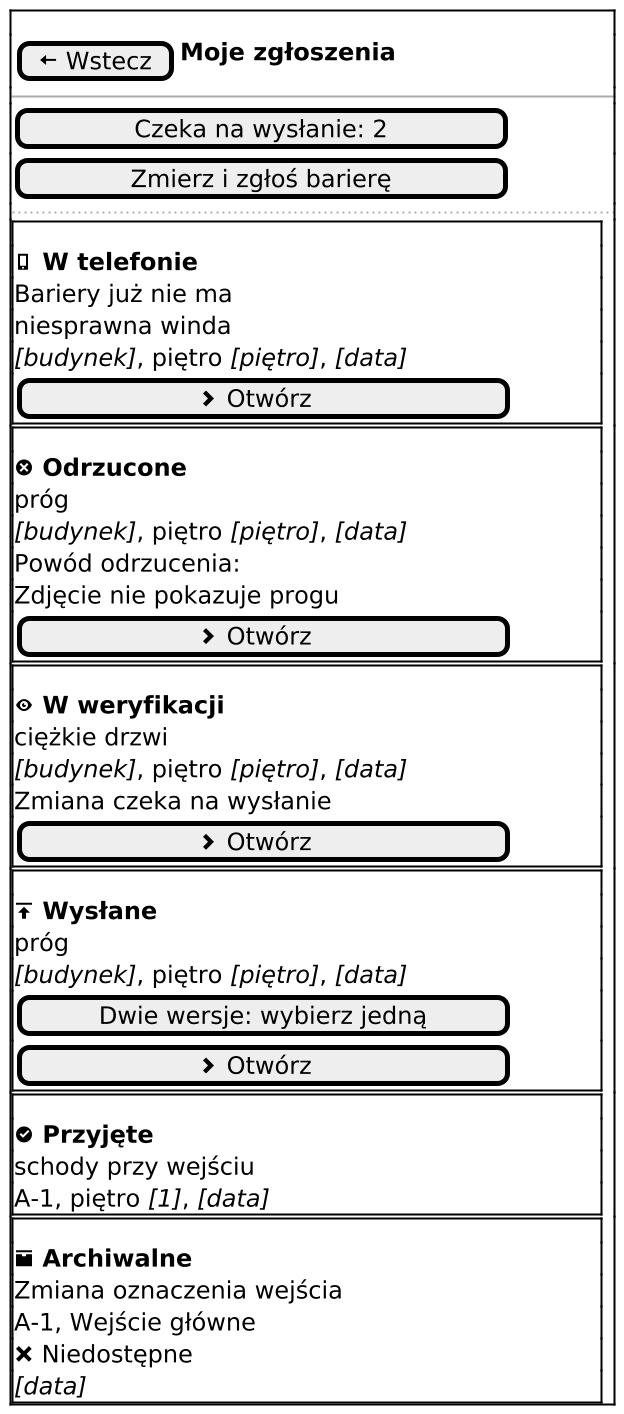 ← Wstecz Moje zgłoszenia
Czeka na wysłanie: 2
Zmierz i zgłoś barierę
W telefonie
Bariery już nie ma
niesprawna winda
[budynek], piętro [piętro], [data]
Otwórz
Odrzucone
próg
[budynek], piętro [piętro], [data]
Powód odrzucenia:
Zdjęcie nie pokazuje progu
Otwórz
W weryfikacji
ciężkie drzwi
[budynek], piętro [piętro], [data]
Zmiana czeka na wysłanie
Otwórz
Wysłane
próg
[budynek], piętro [piętro], [data]
Dwie wersje: wybierz jedną
Otwórz
Przyjęte
schody przy wejściu
A-1, piętro [1], [data]
Archiwalne
Zmiana oznaczenia wejścia
A-1, Wejście główne
Niedostępne
[data]